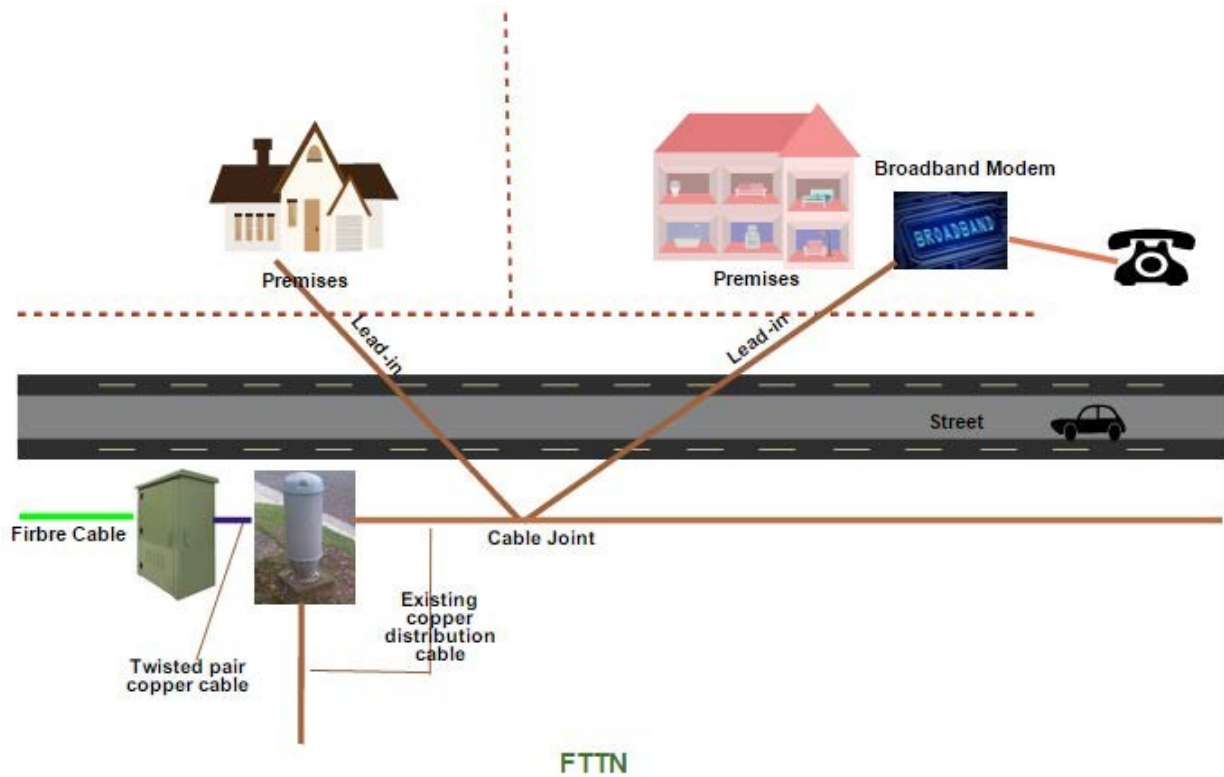 Broadband Modem
BROADBAND
Premises
Premises
Lead-in
Lead-in
Street
Firbre Cable
Cable Joint
Existing
copper
distribution
cable
Twisted pair
copper cable
FTTN